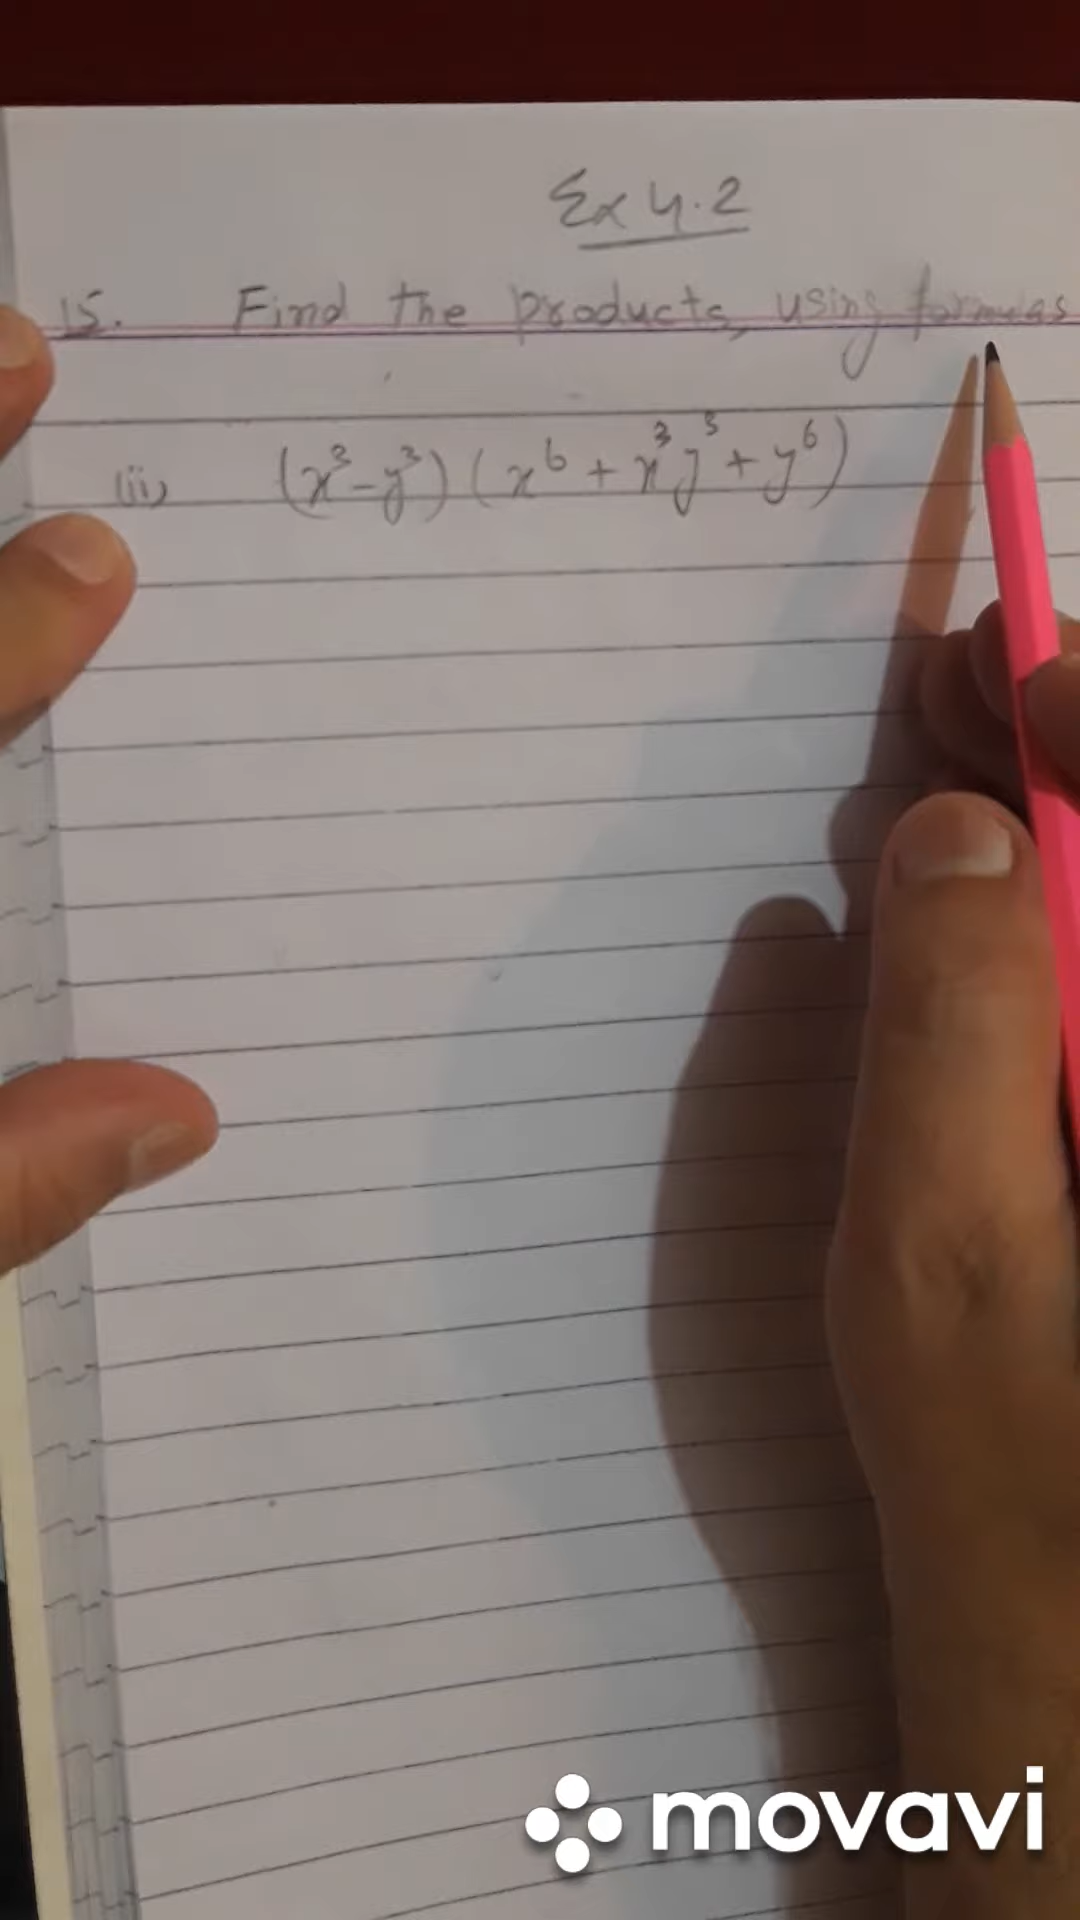 Ex 4.2
15. Find the products, using formulas
(ii) (x³-y³) (x⁶ + x³y³ + y⁶)
movavi